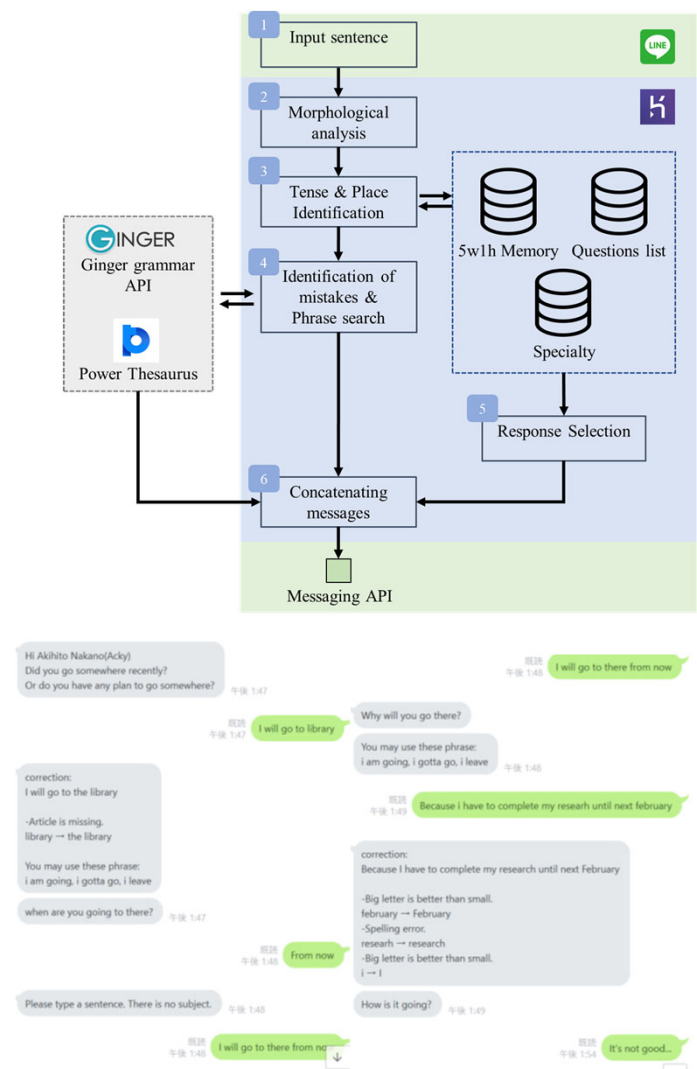 1
Input sentence
LINE
2
Morphological
analysis
3
Tense & Place
Identification
5w1h Memory
Questions list
Specialty
GINGER
Ginger grammar
API
Power Thesaurus
4
Identification of
mistakes &
Phrase search
5
Response Selection
6
Concatenating
messages
Messaging API
Hi Akihito Nakano(Acky)
Did you go somewhere recently?
Or do you have any plan to go somewhere?
午後 1:47
既読
午後 1:47
I will go to library
correction:
I will go to the library
-Article is missing.
library → the library
You may use these phrase:
i am going, i gotta go, i leave
when are you going to there?
午後 1:47
既読
午後 1:48
From now
Please type a sentence. There is no subject.
午後 1:48
既読
午後 1:48
I will go to there from no
既読
午後 1:48
I will go to there from now
Why will you go there?
You may use these phrase:
i am going, i gotta go, i leave
午後 1:48
既読
午後 1:49
Because i have to complete my researh until next february
correction:
Because I have to complete my research until next February
-Big letter is better than small.
february → February
-Spelling error.
researh → research
-Big letter is better than small.
i → I
How is it going?
午後 1:49
既読
午後 1:54
It's not good...